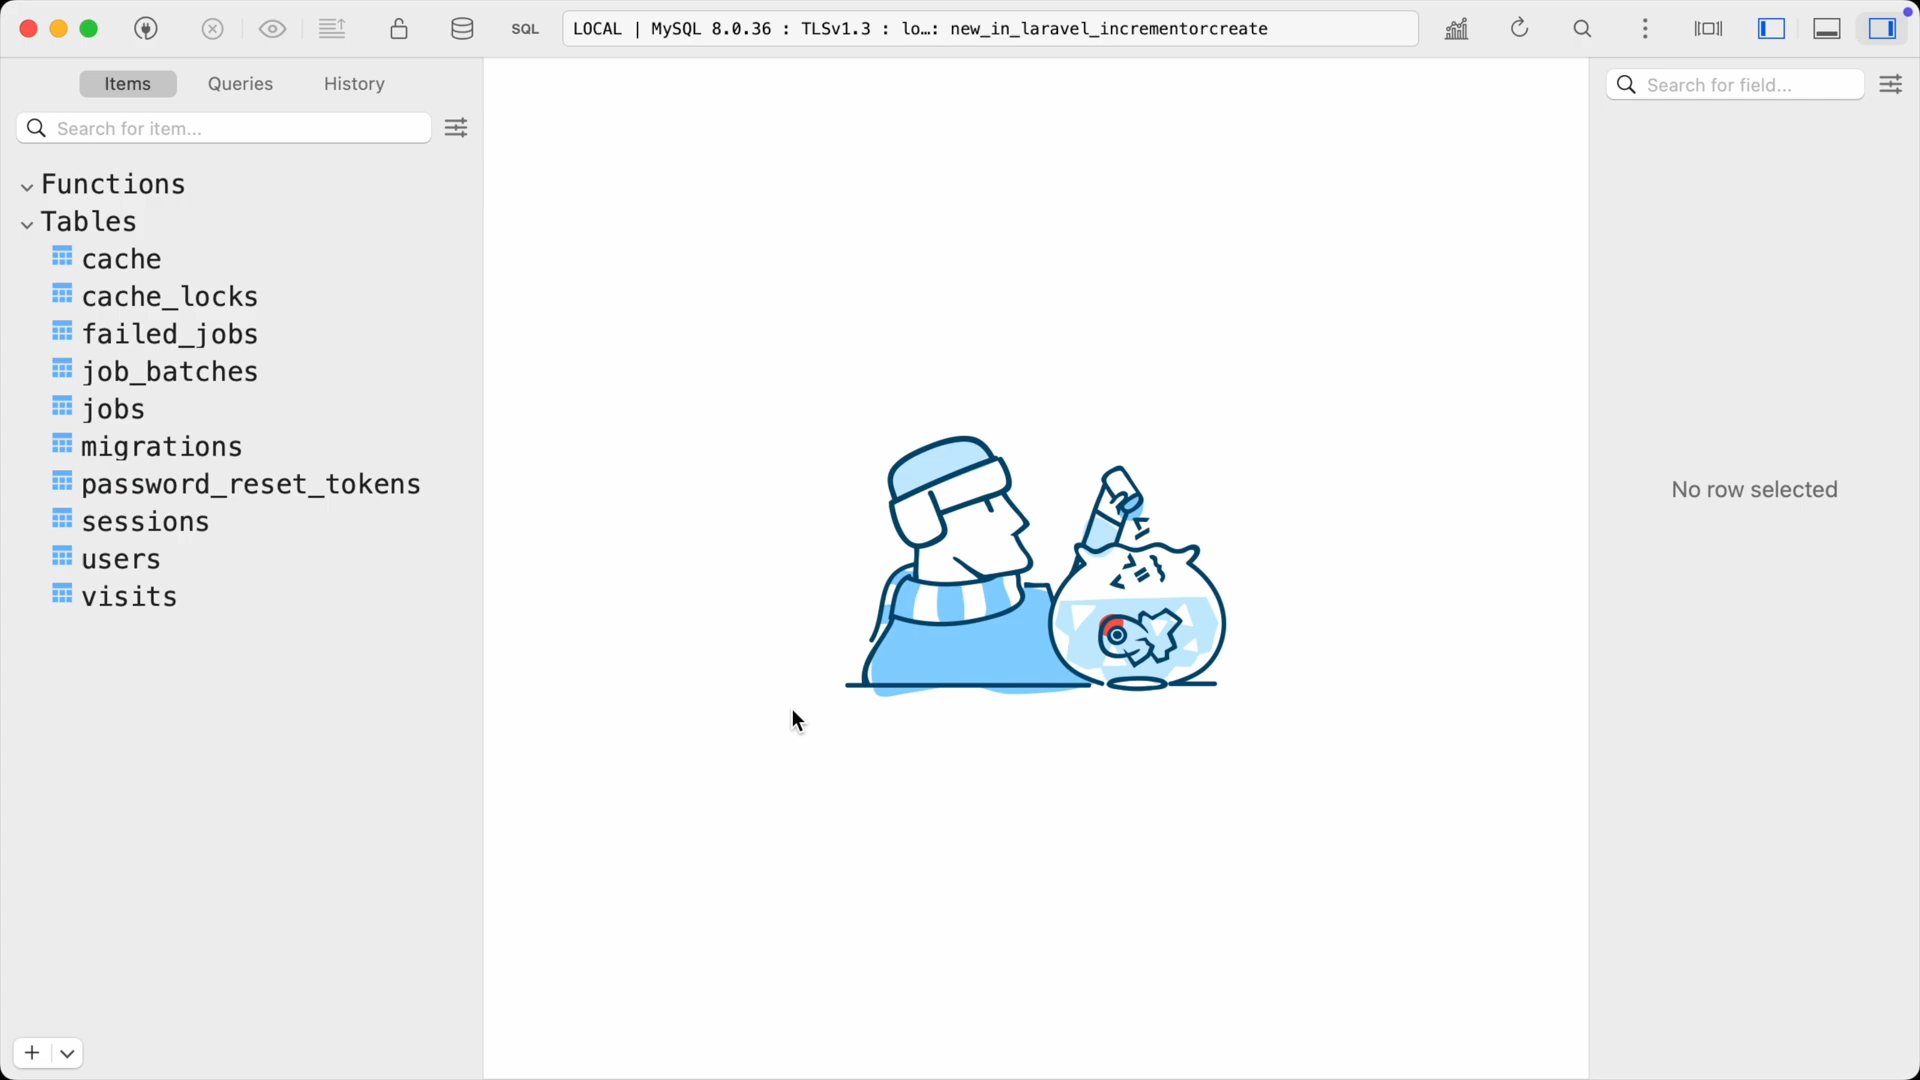 SQL
LOCAL | MySQL 8.0.36 : TLSv1.3 : lo…: new_in_laravel_incrementorcreate
Items
Queries
History
Search for item...
Functions
Tables
cache
cache_locks
failed_jobs
job_batches
jobs
migrations
password_reset_tokens
sessions
users
visits
Search for field...
No row selected